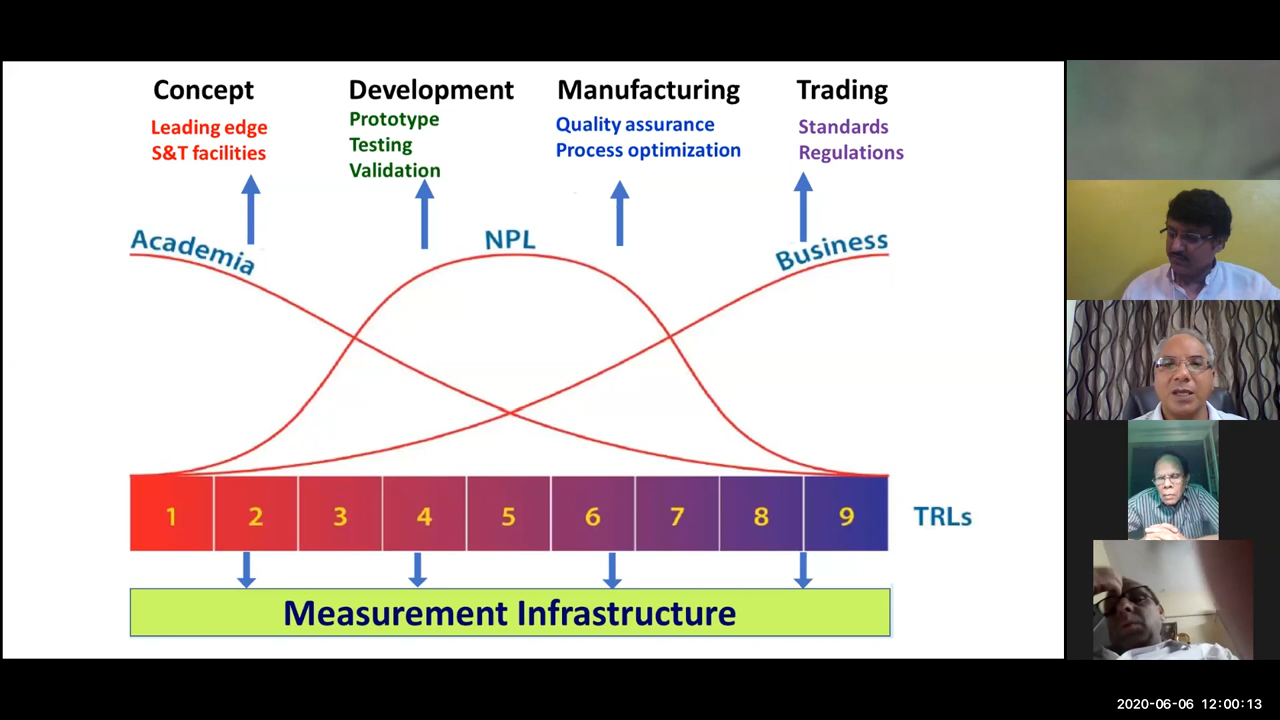 Concept
Leading edge
S&T facilities
Development
Prototype
Testing
Validation
Manufacturing
Quality assurance
Process optimization
Trading
Standards
Regulations
Academia
NPL
Business
1 2 3 4 5 6 7 8 9 TRLs
Measurement Infrastructure
2020-06-06 12:00:13